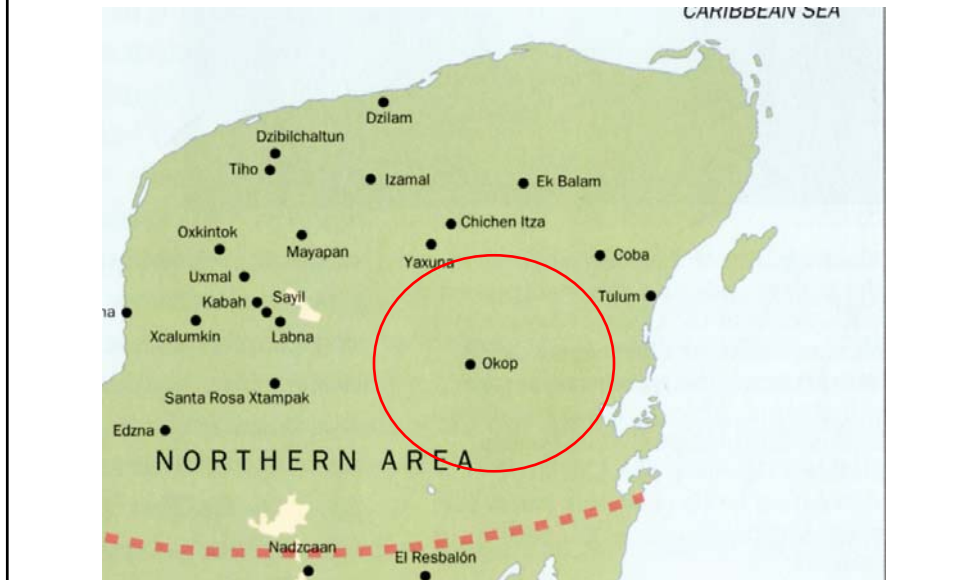 CARIBBEAN SEA
Dzilam
Dzibilchaltun
Tiho
Izamal
Ek Balam
Chichen Itza
Oxkintok
Mayapan
Yaxuna
Coba
Uxmal
Kabah
Sayil
Tulum
na
Xcalumkin
Labna
Okop
Santa Rosa Xtampak
Edzna
NORTHERN AREA
Nadzcaan
El Resbalón